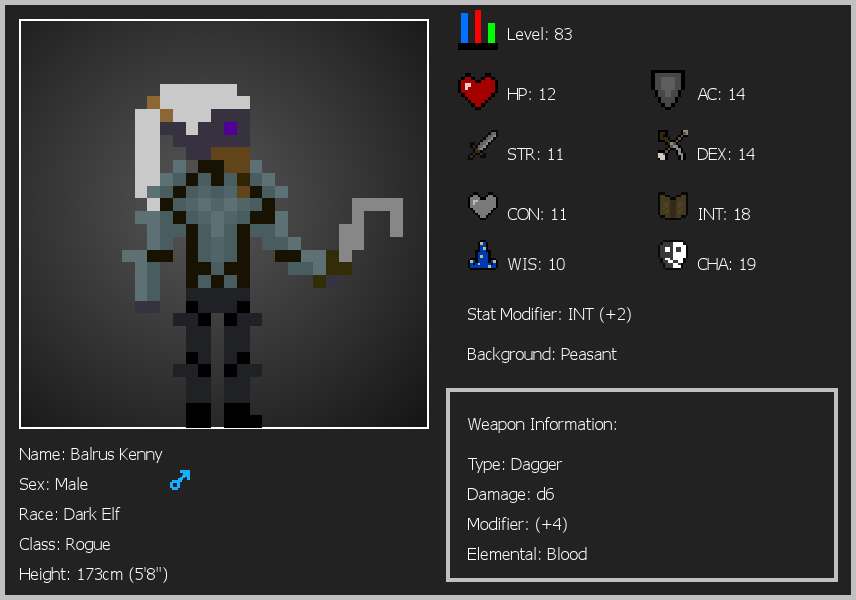 Level: 83
HP: 12
AC: 14
STR: 11
DEX: 14
CON: 11
INT: 18
WIS: 10
CHA: 19
Stat Modifier: INT (+2)
Background: Peasant
Weapon Information:
Type: Dagger
Damage: d6
Modifier: (+4)
Elemental: Blood
Name: Balrus Kenny
Sex: Male
Race: Dark Elf
Class: Rogue
Height: 173cm (5'8")